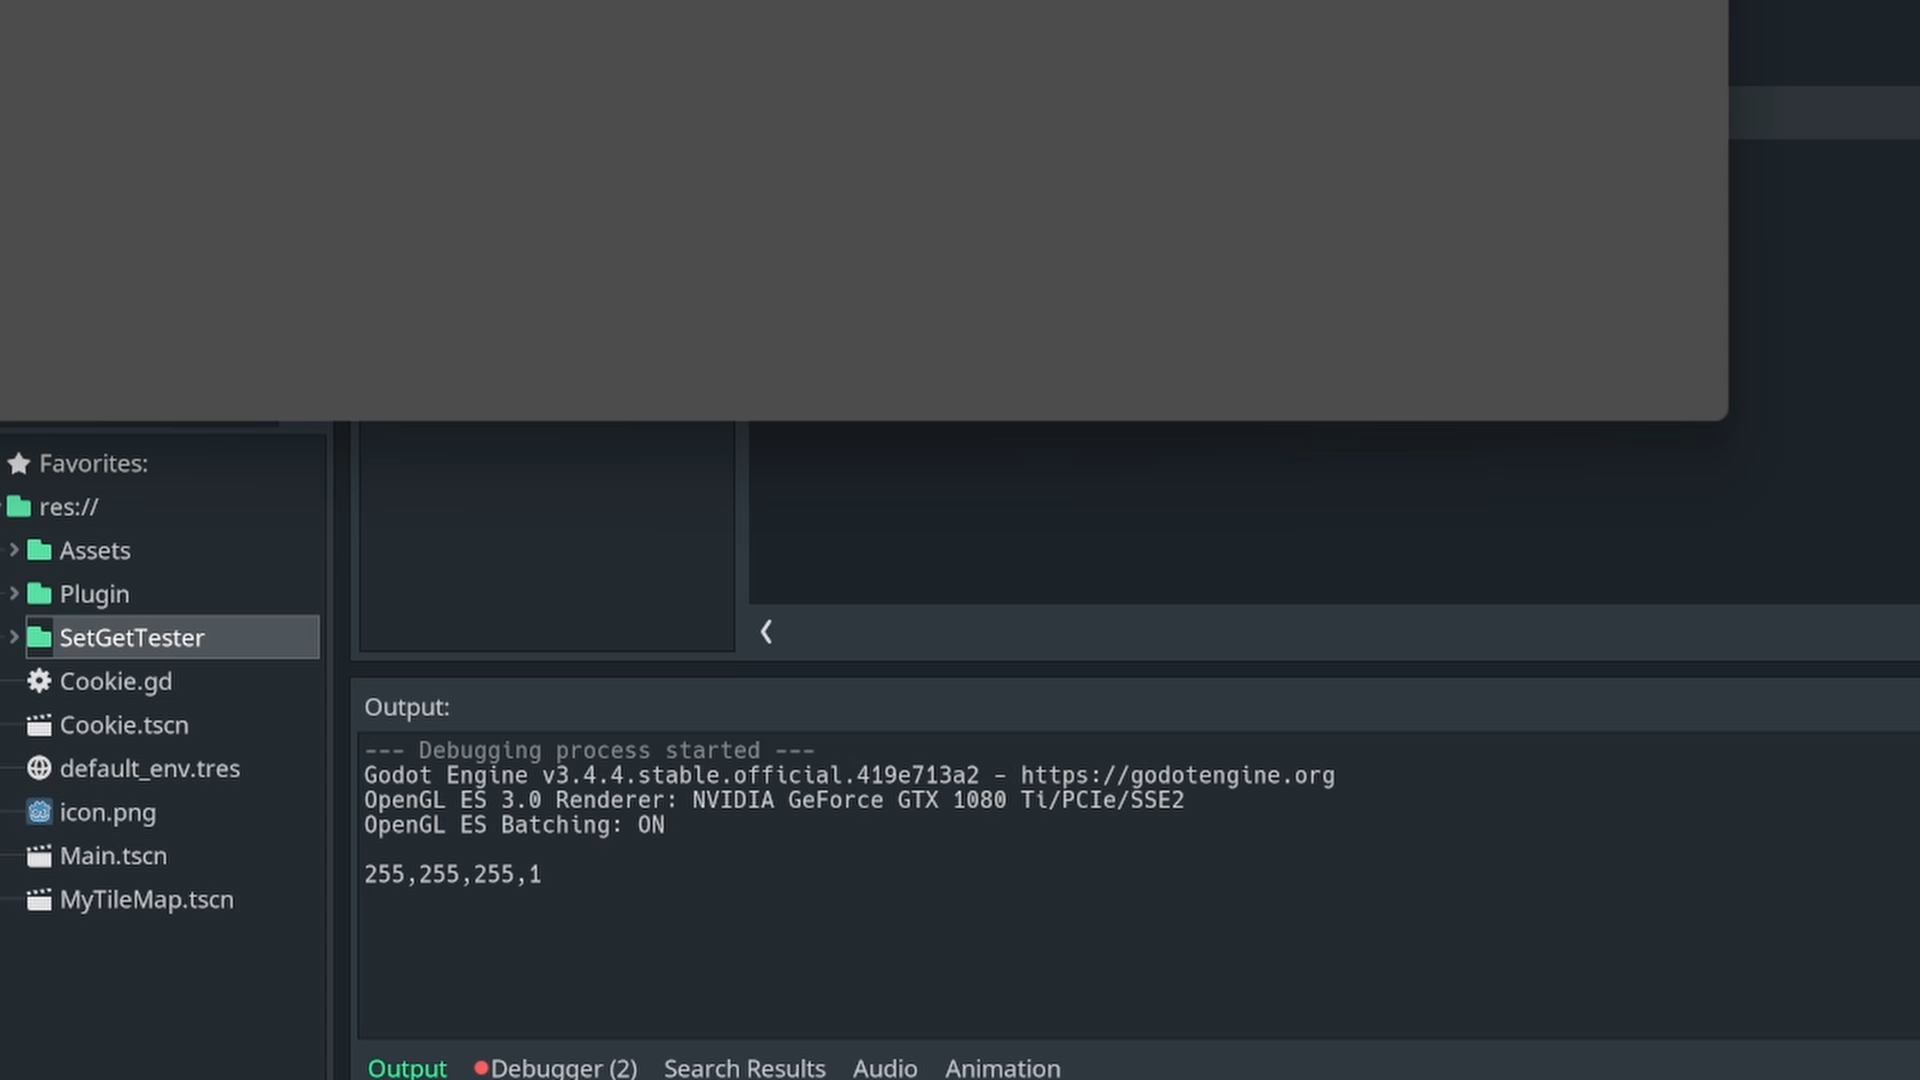 Favorites:
res://
Assets
Plugin
SetGetTester
Cookie.gd
Cookie.tscn
default_env.tres
icon.png
Main.tscn
MyTileMap.tscn
Output:
--- Debugging process started ---
Godot Engine v3.4.4.stable.official.419e713a2 - https://godotengine.org
OpenGL ES 3.0 Renderer: NVIDIA GeForce GTX 1080 Ti/PCIe/SSE2
OpenGL ES Batching: ON
255,255,255,1
Output Debugger (2) Search Results Audio Animation